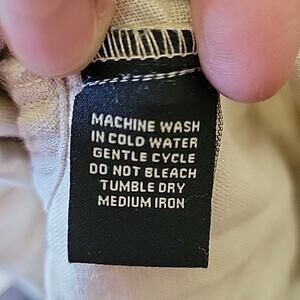 MACHINE WASH
IN COLD WATER
GENTLE CYCLE
DO NOT BLEACH
TUMBLE DRY
MEDIUM IRON